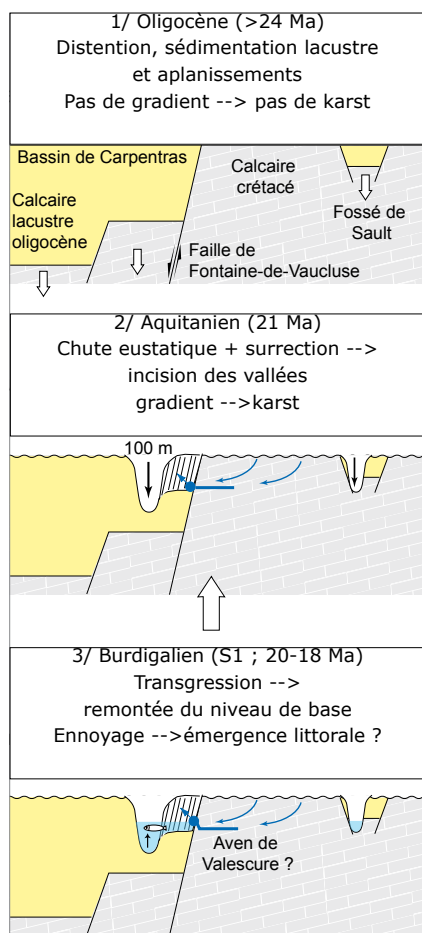 1/ Oligocène (>24 Ma)
Distention, sédimentation lacustre
et aplanissements
Pas de gradient --> pas de karst
Bassin de Carpentras
Calcaire
lacustre
oligocène
Calcaire
crétacé
Fossé de
Sault
Faille de
Fontaine-de-Vaucluse
2/ Aquitanien (21 Ma)
Chute eustatique + surrection -->
incision des vallées
gradient -->karst
100 m
3/ Burdigalien (S1 ; 20-18 Ma)
Transgression -->
remontée du niveau de base
Ennoyage -->émergence littorale ?
Aven de
Valescure ?